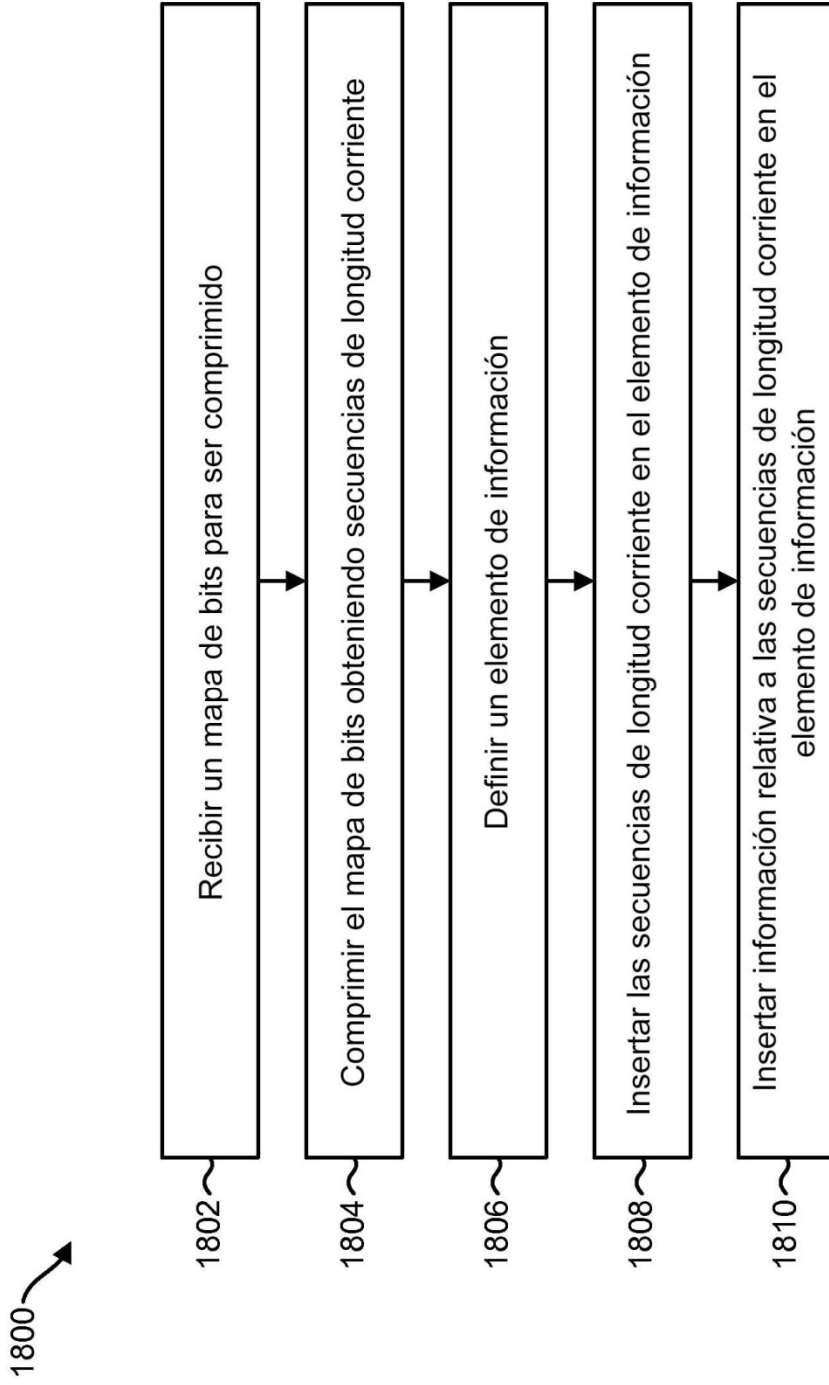 1800
1802
Recibir un mapa de bits para ser comprimido
1804
Comprimir el mapa de bits obteniendo secuencias de longitud corriente
1806
Definir un elemento de información
1808
Insertar las secuencias de longitud corriente en el elemento de información
1810
Insertar información relativa a las secuencias de longitud corriente en el
elemento de información